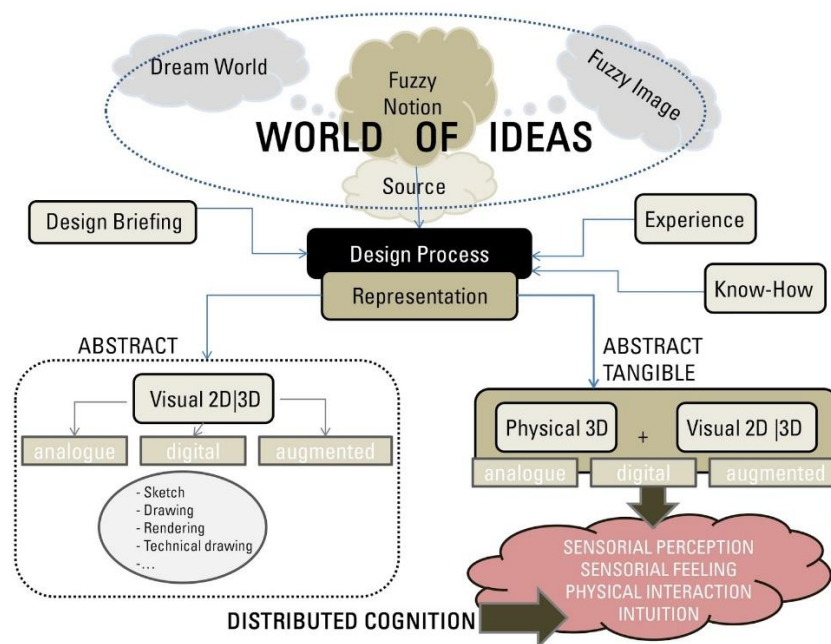 Dream World
Fuzzy
Notion
Fuzzy Image
WORLD OF IDEAS
Source
Design Briefing
Experience
Design Process
Representation
Know-How
ABSTRACT
Visual 2D|3D
analogue
digital
augmented
- Sketch
- Drawing
- Rendering
- Technical drawing
-...
ABSTRACT
TANGIBLE
Physical 3D
+
Visual 2D |3D
analogue
digital
augmented
SENSORIAL PERCEPTION
SENSORIAL FEELING
PHYSICAL INTERACTION
INTUITION
DISTRIBUTED COGNITION